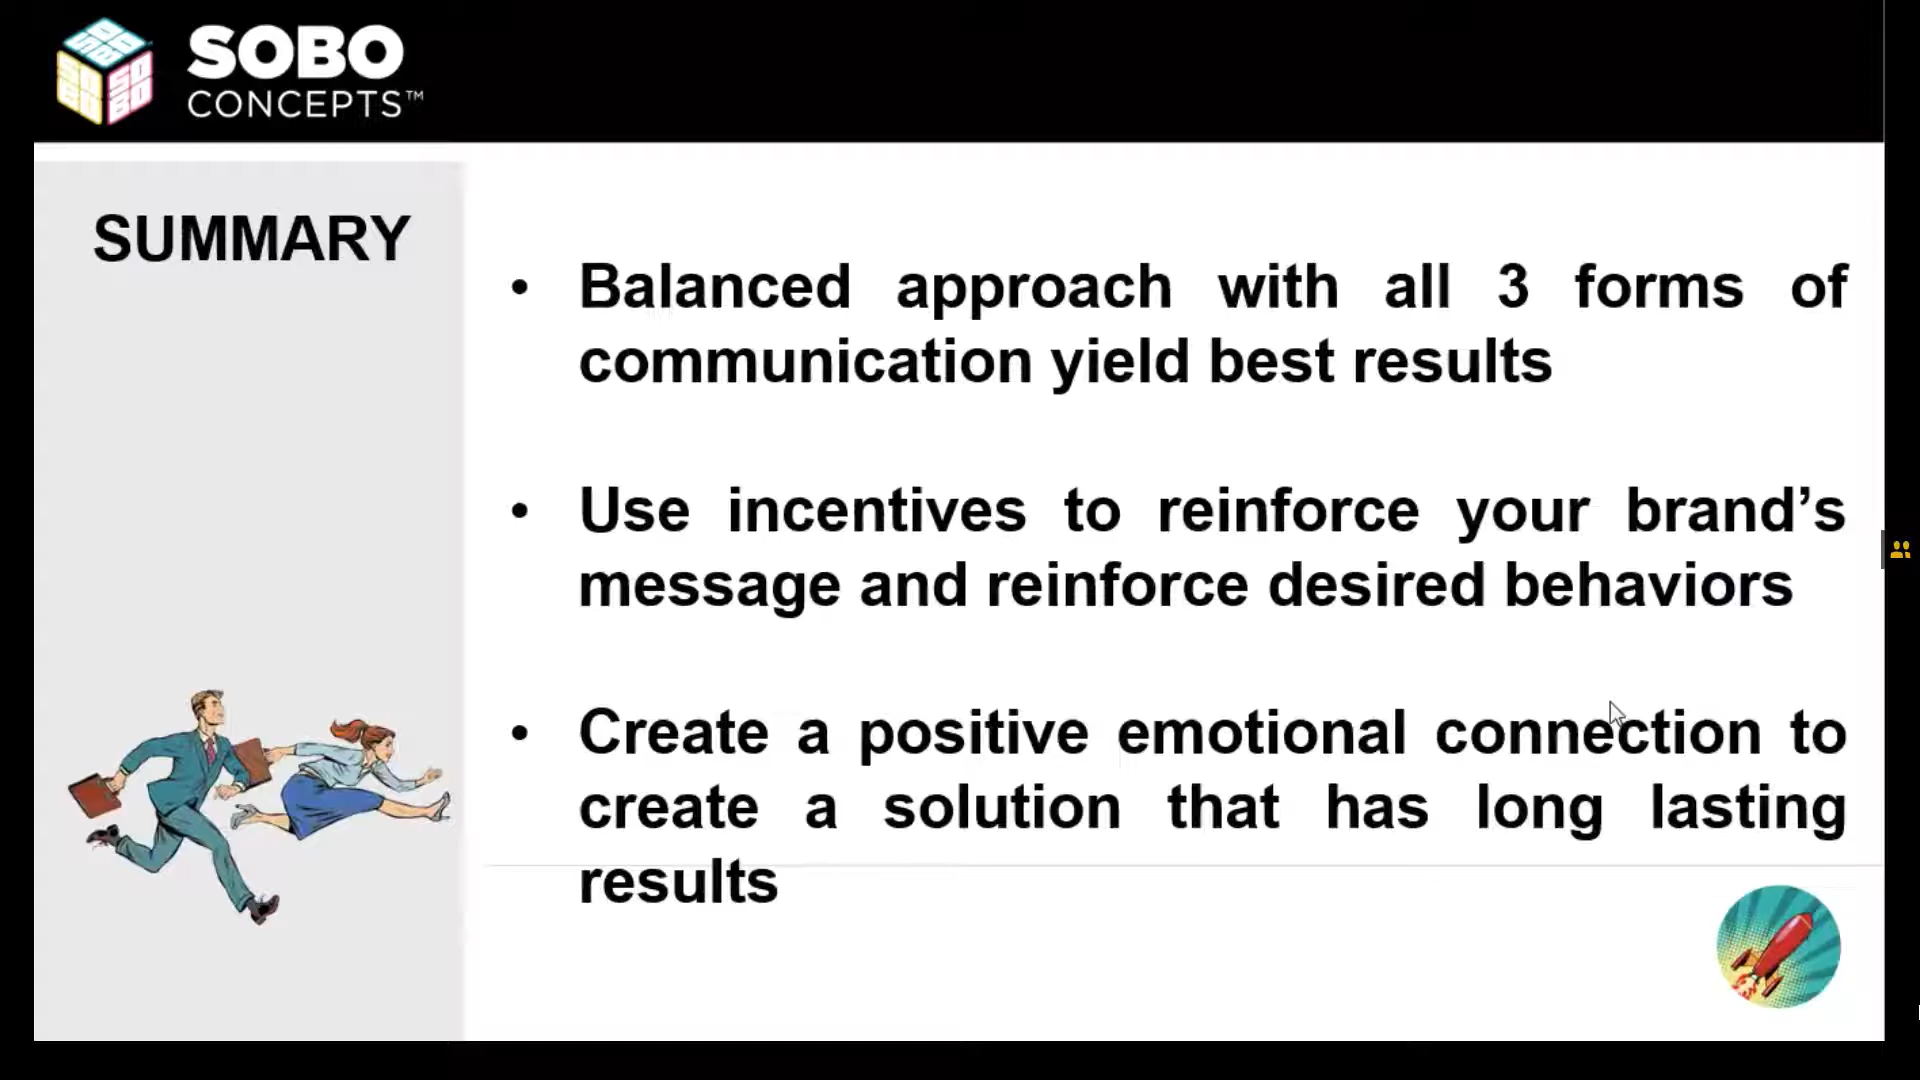 SOBO
CONCEPTS™
SUMMARY
• Balanced approach with all 3 forms of
communication yield best results
• Use incentives to reinforce your brand’s
message and reinforce desired behaviors
• Create a positive emotional connection to
create a solution that has long lasting
results